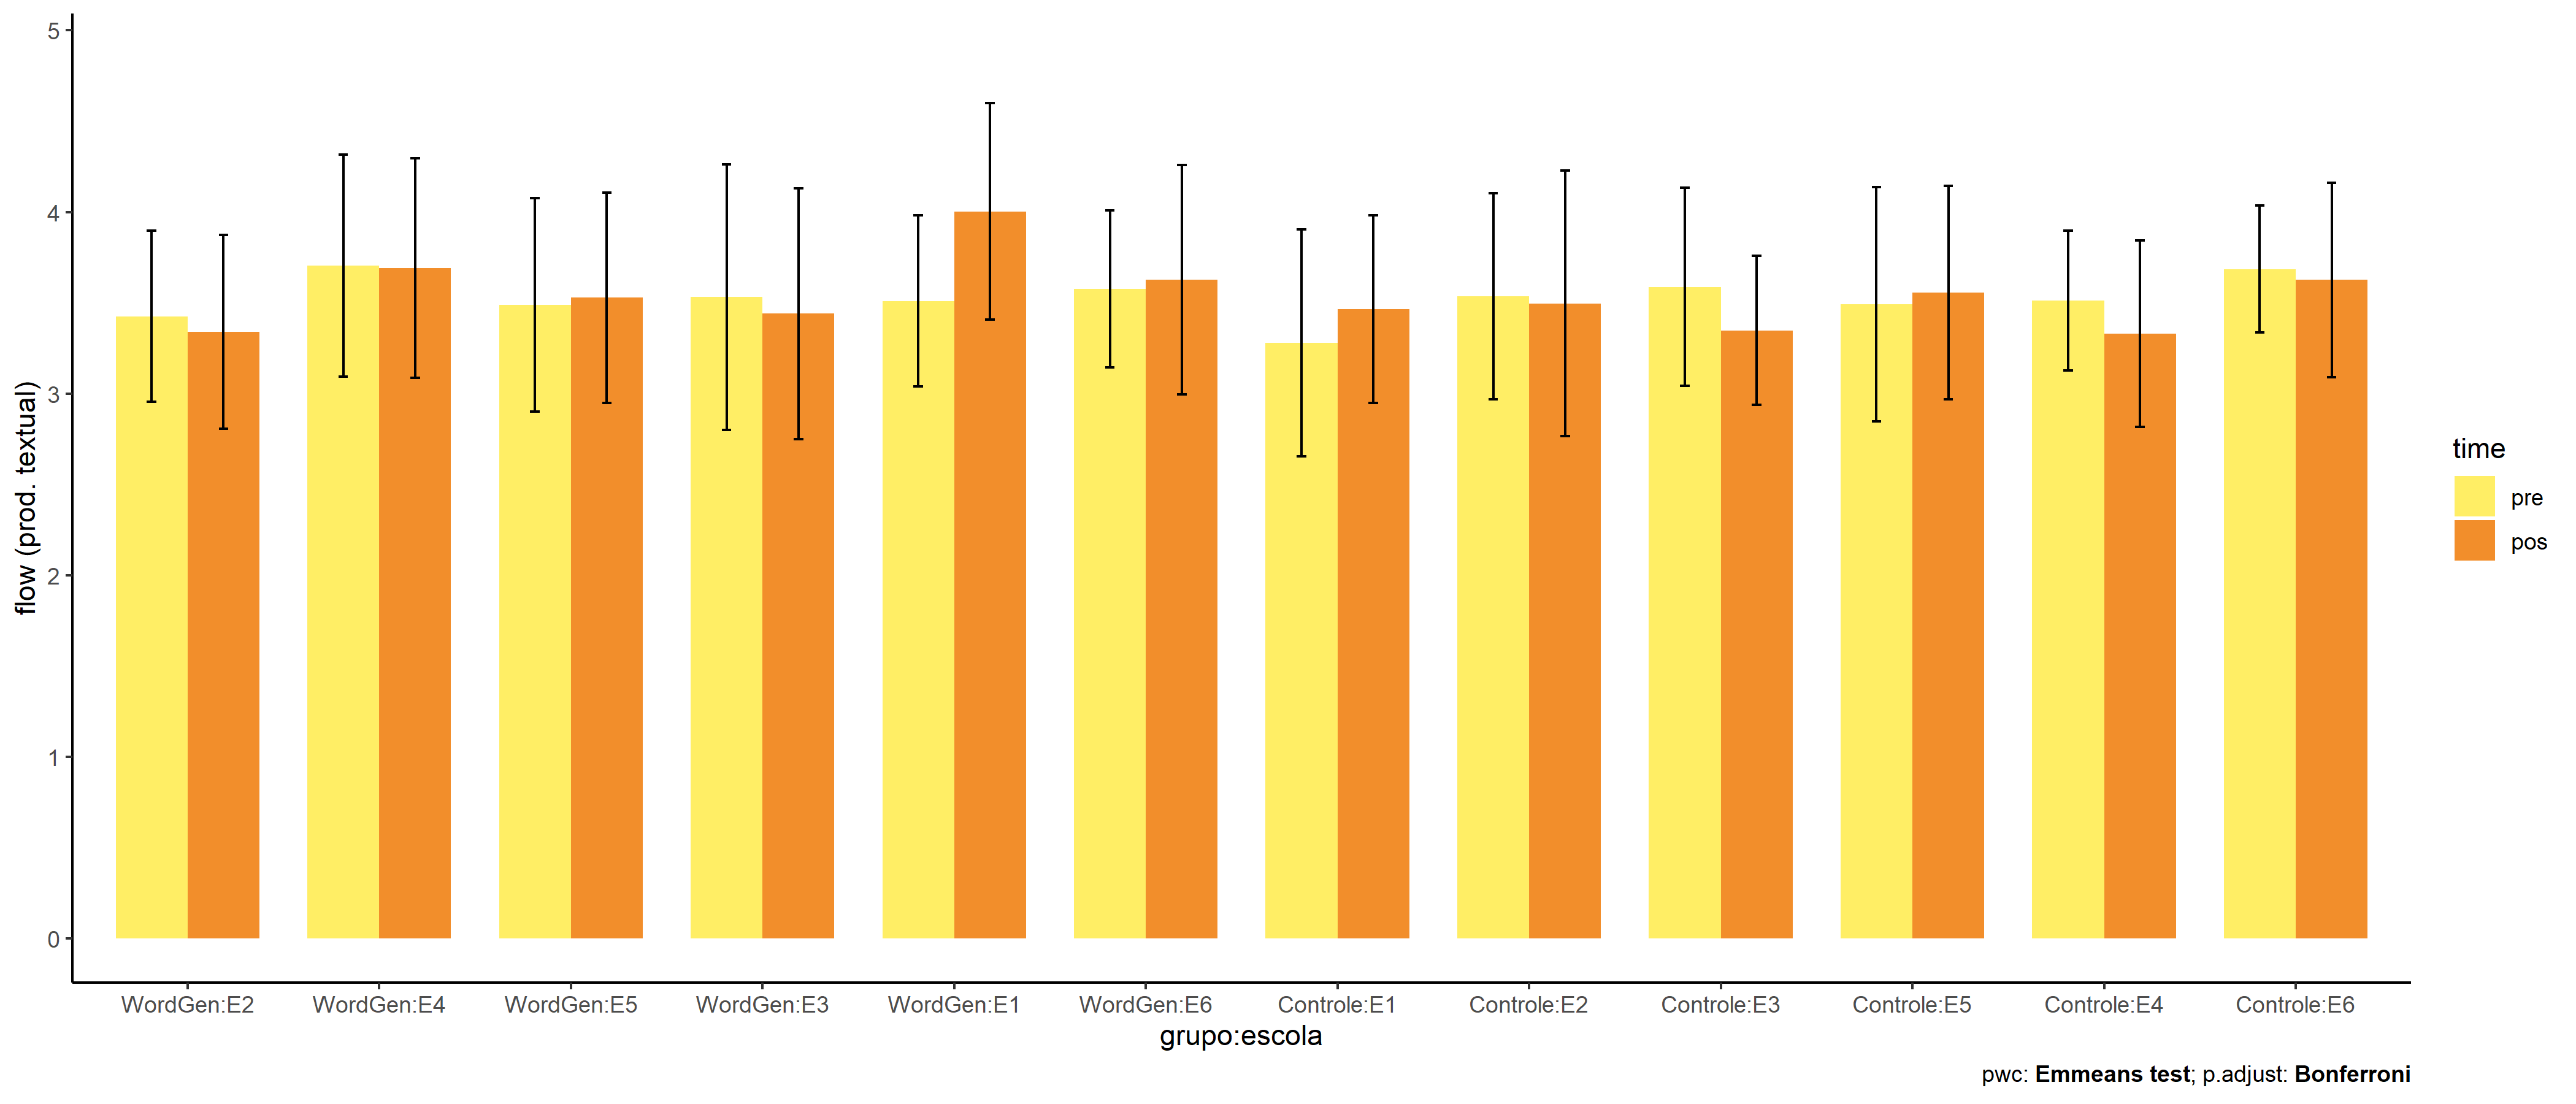 5
4
3
2
1
0
flow (prod. textual)
WordGen:E2 WordGen:E4 WordGen:E5 WordGen:E3 WordGen:E1 WordGen:E6 Controle:E1 Controle:E2 Controle:E3 Controle:E5 Controle:E4 Controle:E6
grupo:escola
time
pre
pos
pwc: Emmeans test; p.adjust: Bonferroni